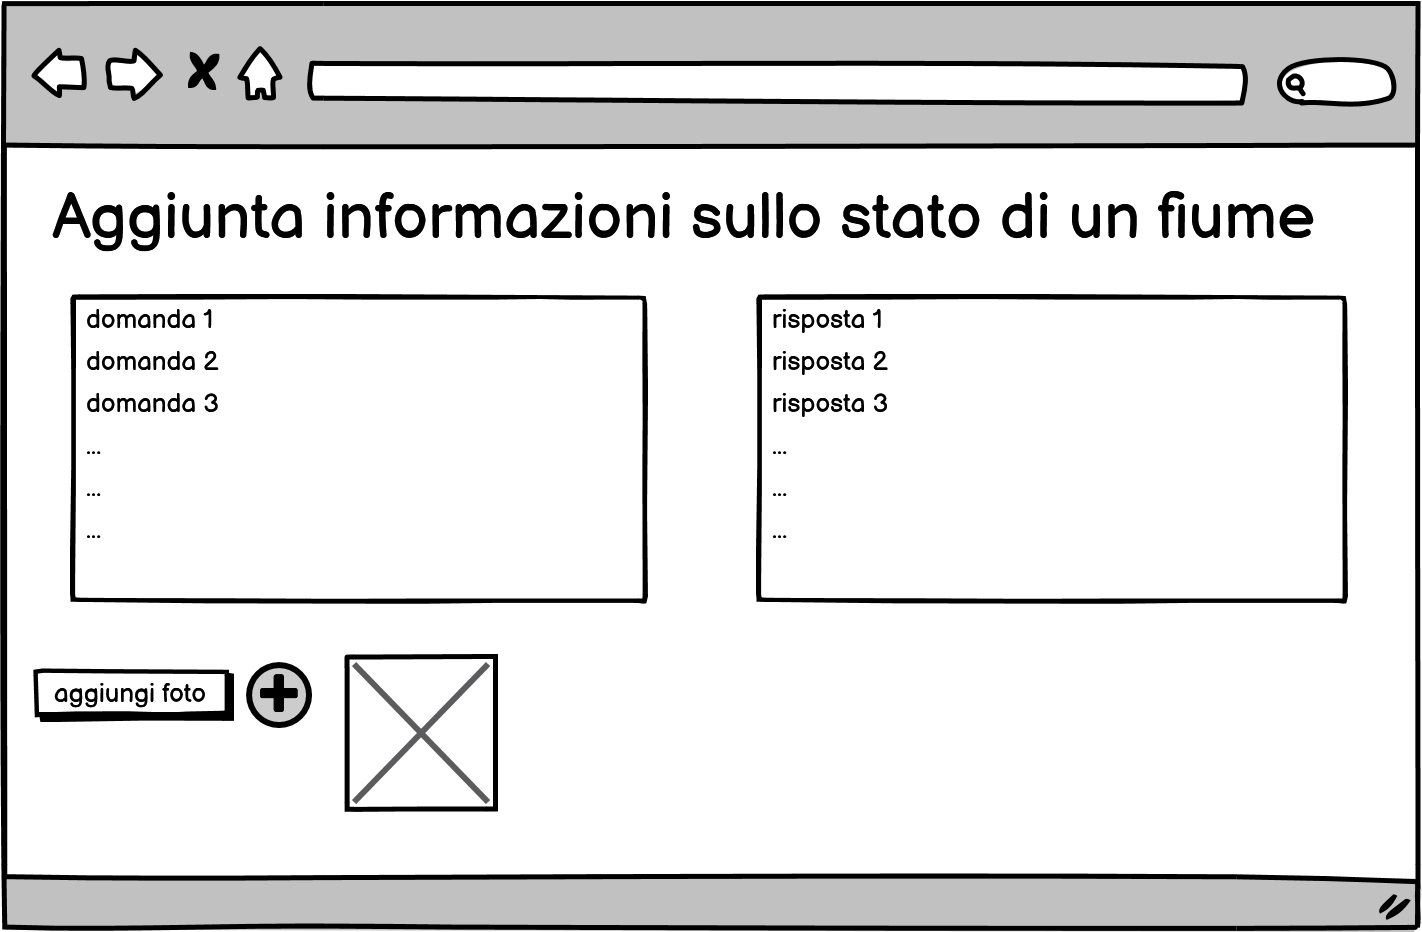 Aggiunta informazioni sullo stato di un fiume
domanda 1
domanda 2
domanda 3
...
...
...
risposta 1
risposta 2
risposta 3
...
...
...
aggiungi foto